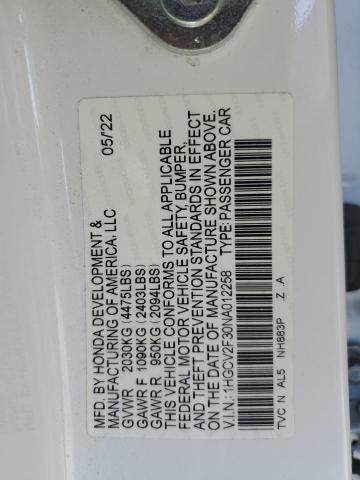 MFD. BY HONDA DEVELOPMENT &
MANUFACTURING OF AMERICA, LLC 05/22
GVWR 2030KG (4475LBS)
GAWR F 1090KG (2403LBS)
GAWR R 950KG (2094LBS)
THIS VEHICLE CONFORMS TO ALL APPLICABLE
FEDERAL MOTOR VEHICLE SAFETY, BUMPER,
AND THEFT PREVENTION STANDARDS IN EFFECT
ON THE DATE OF MANUFACTURE SHOWN ABOVE.
V.I.N.: 1HGCV2F90NA012258 TYPE: PASSENGER CAR
TVC N AL5 NH883P Z .A